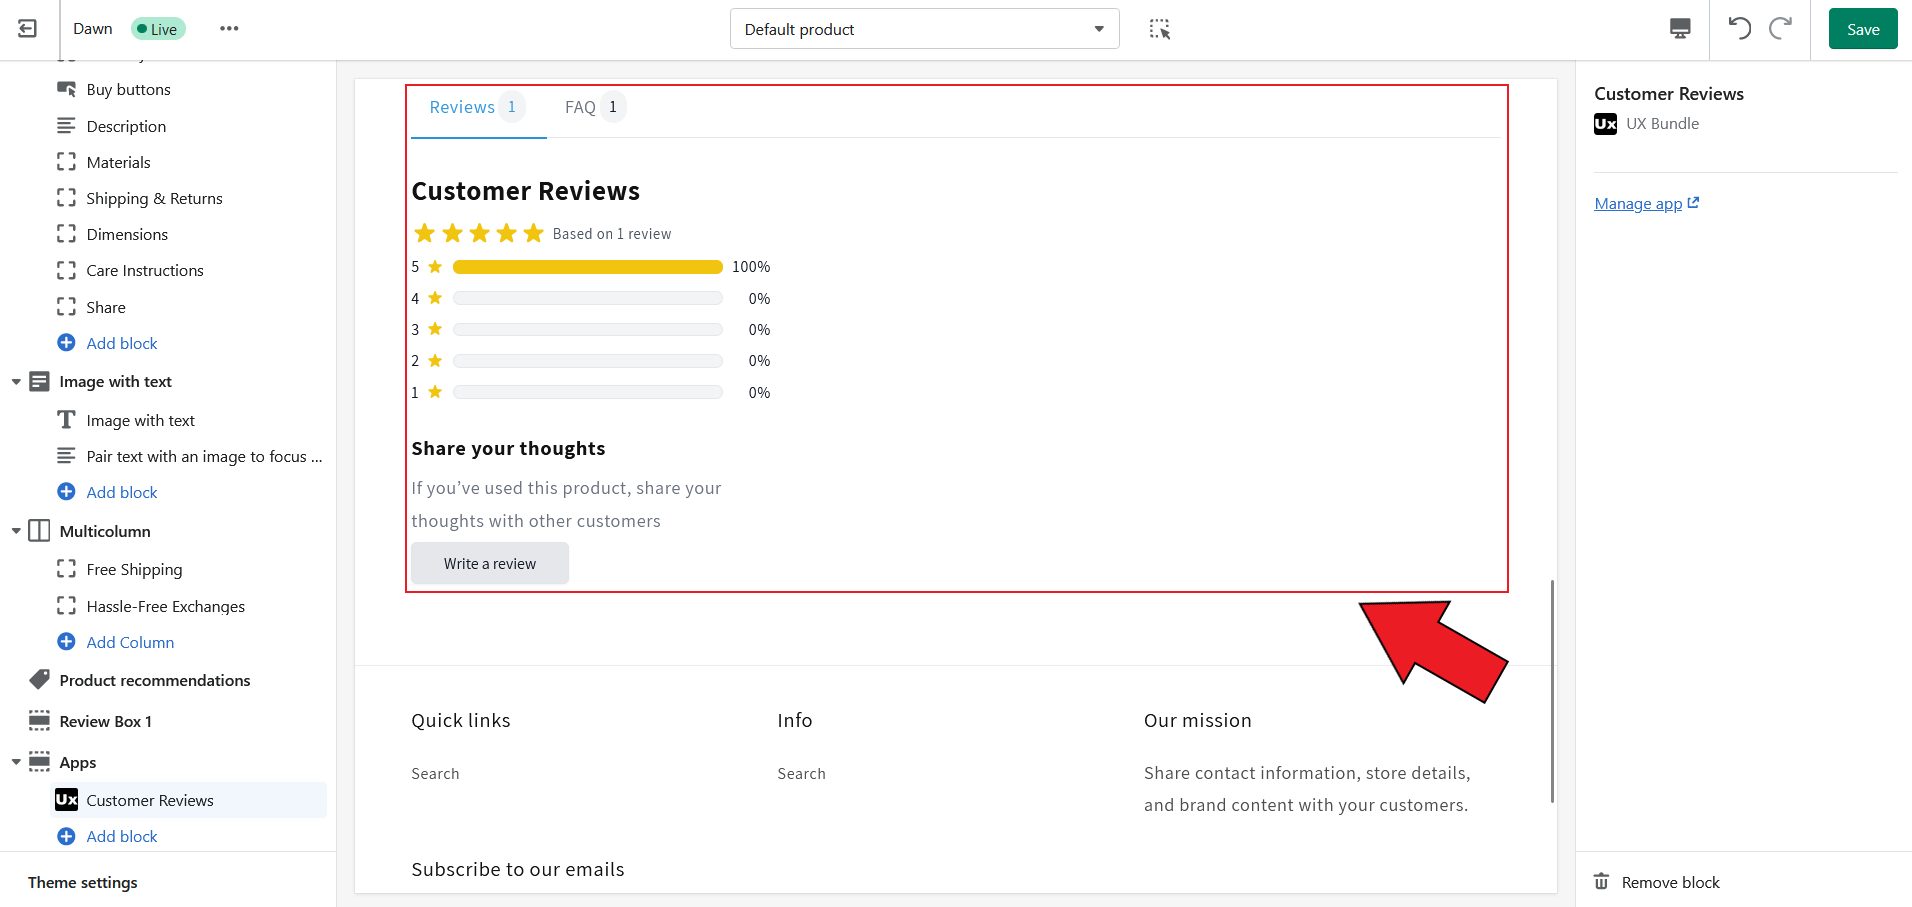 Dawn
Live
Default product
Save
Buy buttons
Description
Materials
Shipping & Returns
Dimensions
Care Instructions
Share
Add block
Image with text
Image with text
Pair text with an image to focus ...
Add block
Multicolumn
Free Shipping
Hassle-Free Exchanges
Add Column
Product recommendations
Review Box 1
Apps
Ux Customer Reviews
Add block
Theme settings
Reviews 1 FAQ 1
Customer Reviews
Based on 1 review
5 100%
4 0%
3 0%
2 0%
1 0%
Share your thoughts
If you’ve used this product, share your
thoughts with other customers
Write a review
Quick links
Search
Info
Search
Our mission
Share contact information, store details,
and brand content with your customers.
Subscribe to our emails
Customer Reviews
Ux UX Bundle
Manage app
Remove block